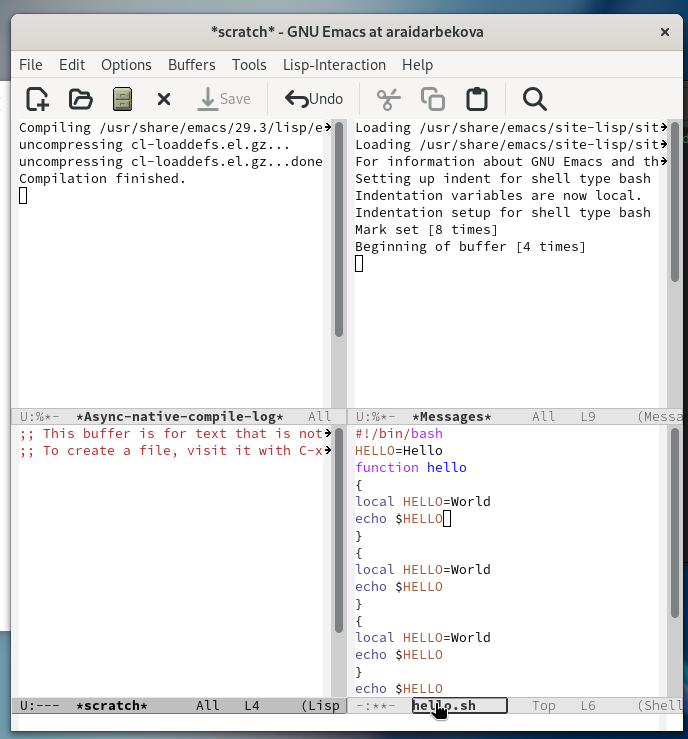 *scratch* - GNU Emacs at araidarbekova
File Edit Options Buffers Tools Lisp-Interaction Help
Save Undo
Compiling /usr/share/emacs/29.3/lisp/e
uncompressing cl-loaddefs.el.gz...
uncompressing cl-loaddefs.el.gz...done
Compilation finished.
U:%*- *Async-native-compile-log* All
Loading /usr/share/emacs/site-lisp/sit
Loading /usr/share/emacs/site-lisp/sit
For information about GNU Emacs and th
Setting up indent for shell type bash
Indentation variables are now local.
Indentation setup for shell type bash
Mark set [8 times]
Beginning of buffer [4 times]
U:%*- *Messages* All L9 (Messa
;; This buffer is for text that is not
;; To create a file, visit it with C-x
U:--- *scratch* All L4 (Lisp
#!/bin/bash
HELLO=Hello
function hello
{
local HELLO=World
echo $HELLO
}
{
local HELLO=World
echo $HELLO
}
{
local HELLO=World
echo $HELLO
}
echo $HELLO
-:**- hello.sh Top L6 (Shell